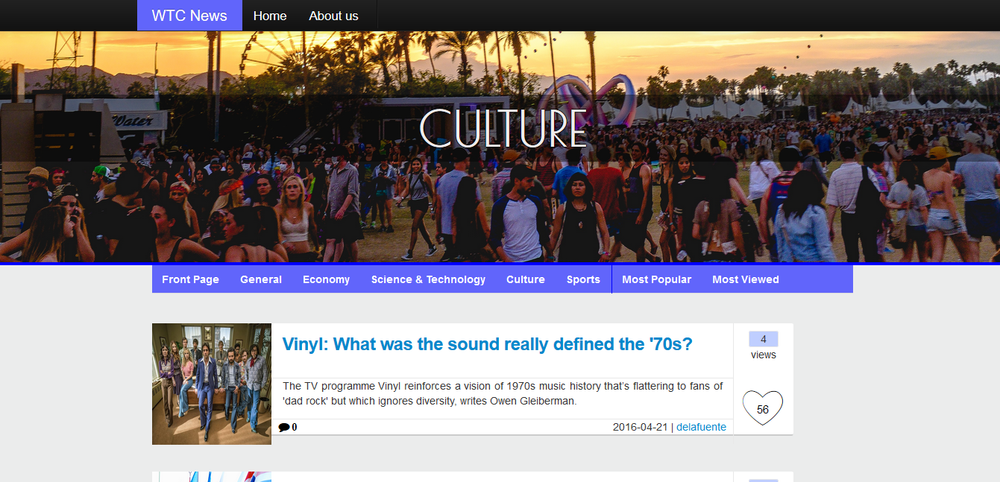 WTC News Home About us
Water
CULTURE
Front Page General Economy Science & Technology Culture Sports Most Popular Most Viewed
Vinyl: What was the sound really defined the '70s?
4
views
The TV programme Vinyl reinforces a vision of 1970s music history that's flattering to fans of
'dad rock' but which ignores diversity, writes Owen Gleiberman.
56
0
2016-04-21 | delafuente